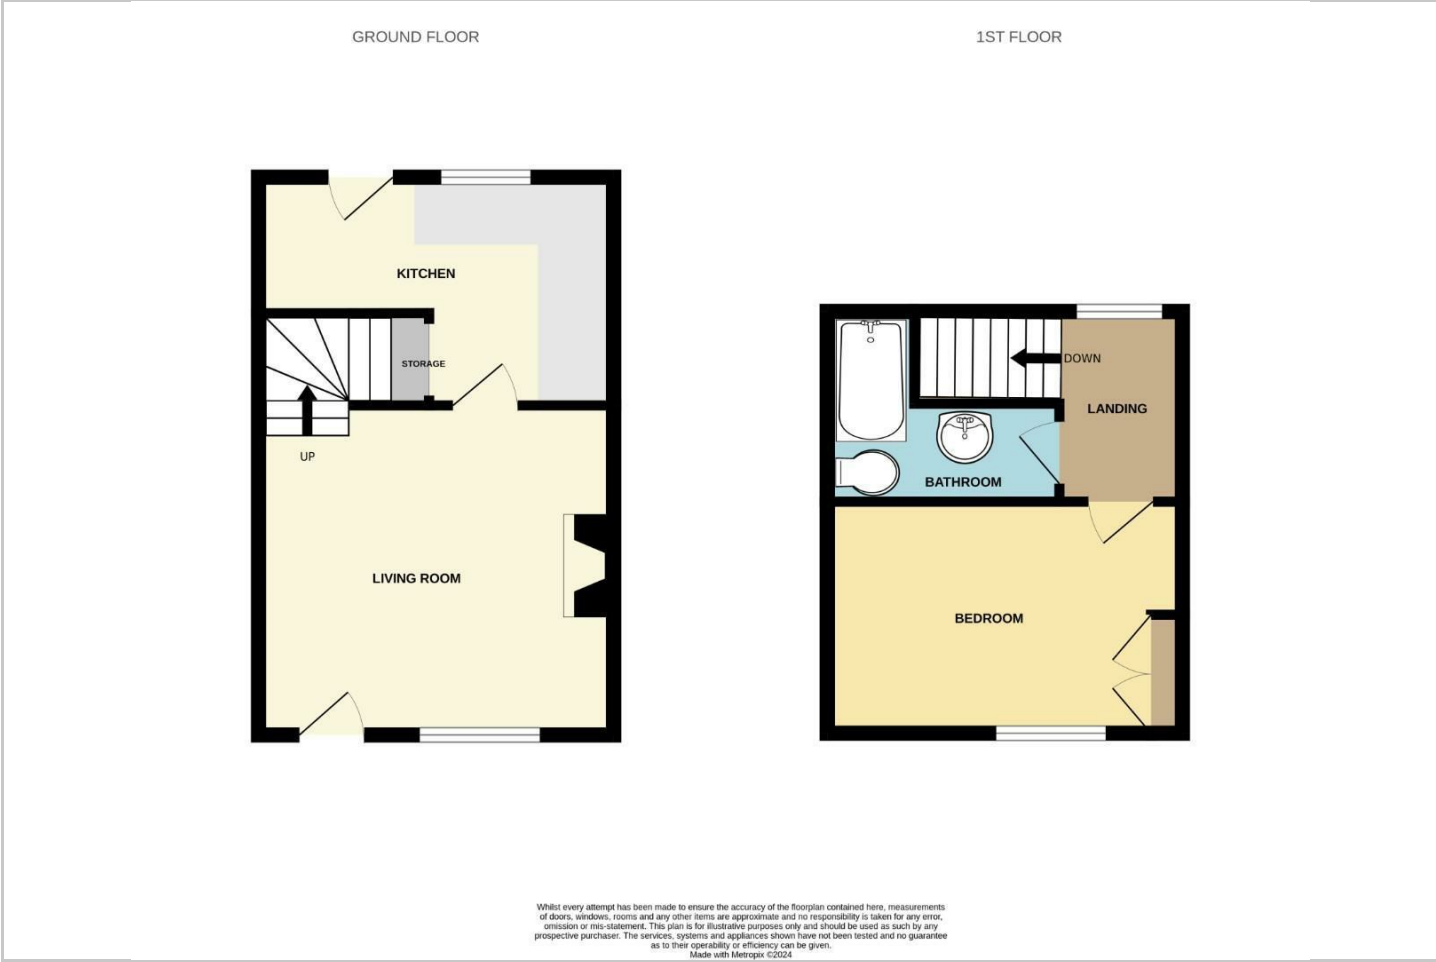 GROUND FLOOR
1ST FLOOR
KITCHEN
STORAGE
UP
LIVING ROOM
DOWN
LANDING
BATHROOM
BEDROOM
Whilst every attempt has been made to ensure the accuracy of the floorplan contained here, measurements
of doors, windows, rooms and any other items are approximate and no responsibility is taken for any error,
omission or mis-statement. This plan is for illustrative purposes only and should be used as such by any
prospective purchaser. The services, systems and appliances shown have not been tested and no guarantee
as to their operability or efficiency can be given.
Made with Metropix ©2024